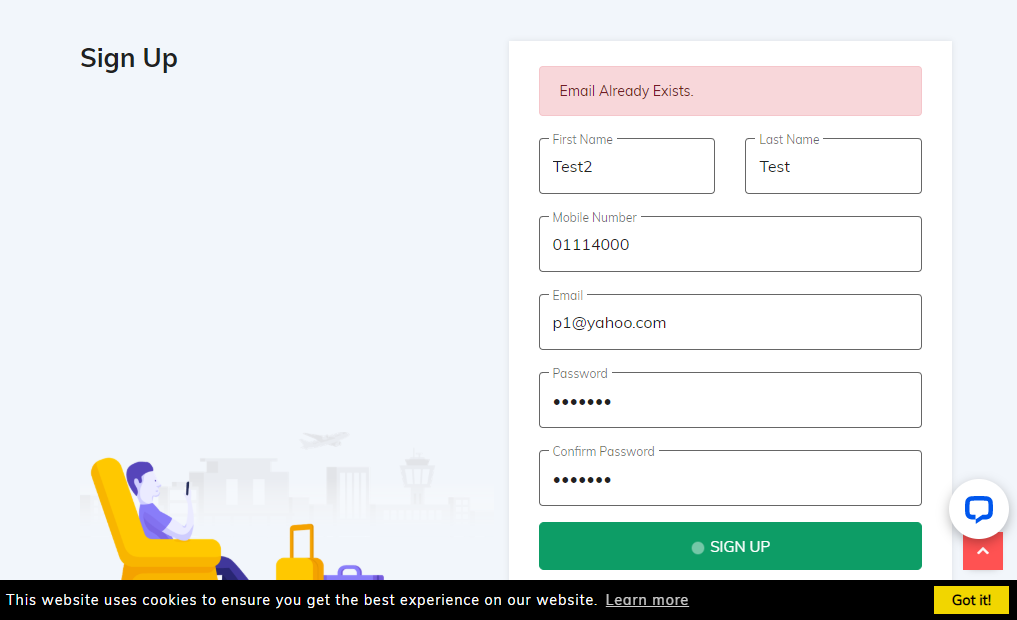 Sign Up
Email Already Exists.
First Name
Last Name
Test2
Test
Mobile Number
01114000
Email
p1@yahoo.com
Password
•••••••
Confirm Password
•••••••
SIGN UP
This website uses cookies to ensure you get the best experience on our website. Learn more
Got it!